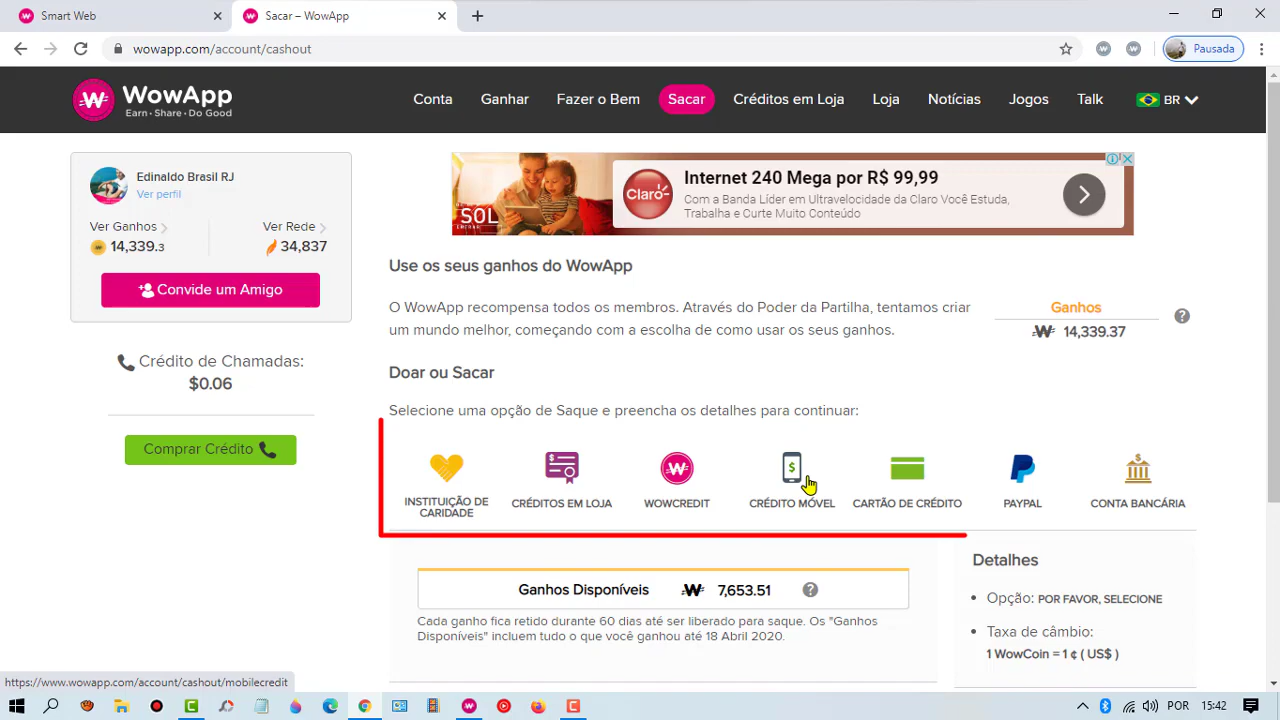 Smart Web
Sacar – WowApp
wowapp.com/account/cashout
Pausada
WowApp
Earn • Share • Do Good
Conta
Ganhar
Fazer o Bem
Sacar
Créditos em Loja
Loja
Notícias
Jogos
Talk
BR
Edinaldo Brasil RJ
Ver perfil
Ver Ganhos
Ver Rede
14,339.3
34,837
Convide um Amigo
Crédito de Chamadas:
$0.06
Comprar Crédito
SOL
Claro
Internet 240 Mega por R$ 99,99
Com a Banda Líder em Ultravelocidade da Claro Você Estuda,
Trabalha e Curte Muito Conteúdo
Use os seus ganhos do WowApp
O WowApp recompensa todos os membros. Através do Poder da Partilha, tentamos criar
um mundo melhor, começando com a escolha de como usar os seus ganhos.
Ganhos
14,339.37
Doar ou Sacar
Selecione uma opção de Saque e preencha os detalhes para continuar:
INSTITUIÇÃO DE
CARIDADE
CRÉDITOS EM LOJA
WOWCREDIT
CRÉDITO MÓVEL
CARTÃO DE CRÉDITO
PAYPAL
CONTA BANCÁRIA
Ganhos Disponíveis
7,653.51
Cada ganho fica retido durante 60 dias até ser liberado para saque. Os "Ganhos
Disponíveis" incluem tudo o que você ganhou até 18 Abril 2020.
Detalhes
Opção: POR FAVOR, SELECIONE
Taxa de câmbio:
1 WowCoin = 1 ¢ ( US$ )
https://www.wowapp.com/account/cashout/mobilecredit
POR
15:42